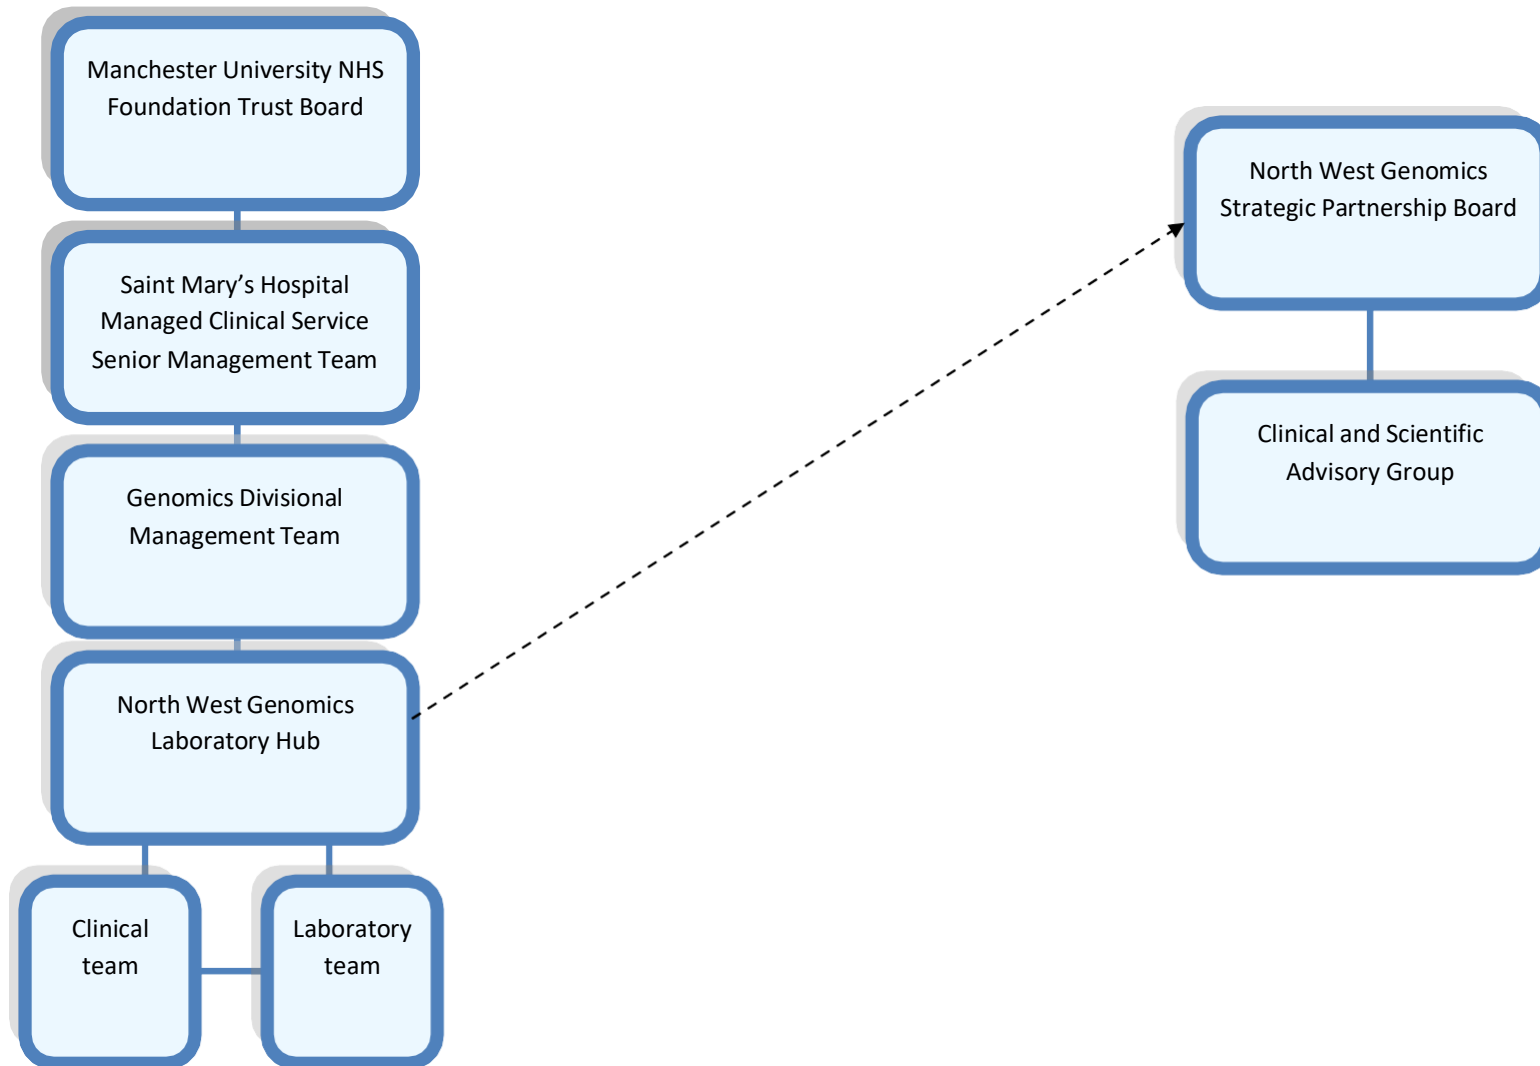 Manchester University NHS
Foundation Trust Board
Saint Mary’s Hospital
Managed Clinical Service
Senior Management Team
Genomics Divisional
Management Team
North West Genomics
Laboratory Hub
Clinical
team
Laboratory
team
North West Genomics
Strategic Partnership Board
Clinical and Scientific
Advisory Group